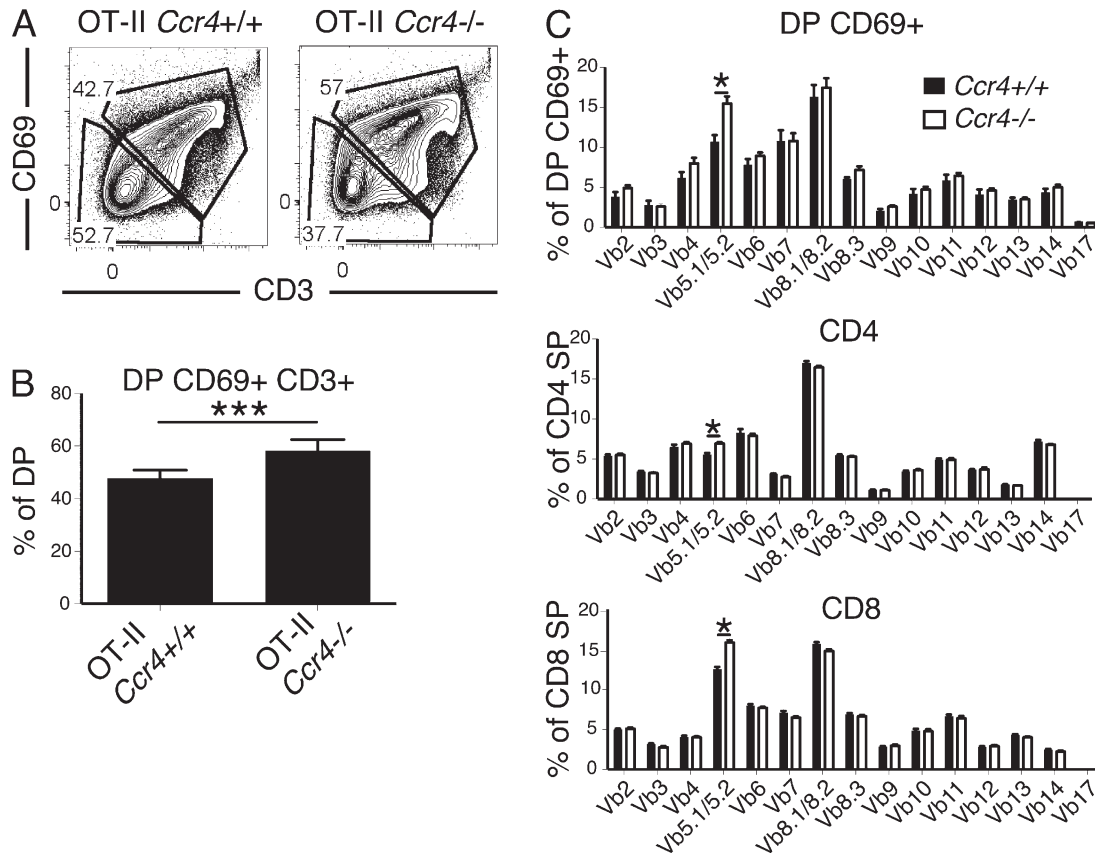 A
OT-II Ccr4+/+
OT-II Ccr4-/-
42.7
57
CD69
0
0
52.7
37.7
0
0
CD3
B
DP CD69+ CD3+
***
80
60
40
20
0
% of DP
OT-II
Ccr4+/+
OT-II
Ccr4-/-
C
DP CD69+
20
15
10
5
0
% of DP CD69+
*
Ccr4+/+
Ccr4-/-
Vb2
Vb3
Vb4
Vb5.1/5.2
Vb6
Vb7
Vb8.1/8.2
Vb8.3
Vb9
Vb10
Vb11
Vb12
Vb13
Vb14
Vb17
CD4
20
15
10
5
0
% of CD4 SP
*
Vb2
Vb3
Vb4
Vb5.1/5.2
Vb6
Vb7
Vb8.1/8.2
Vb8.3
Vb9
Vb10
Vb11
Vb12
Vb13
Vb14
Vb17
CD8
20
15
10
5
0
% of CD8 SP
*
Vb2
Vb3
Vb4
Vb5.1/5.2
Vb6
Vb7
Vb8.1/8.2
Vb8.3
Vb9
Vb10
Vb11
Vb12
Vb13
Vb14
Vb17